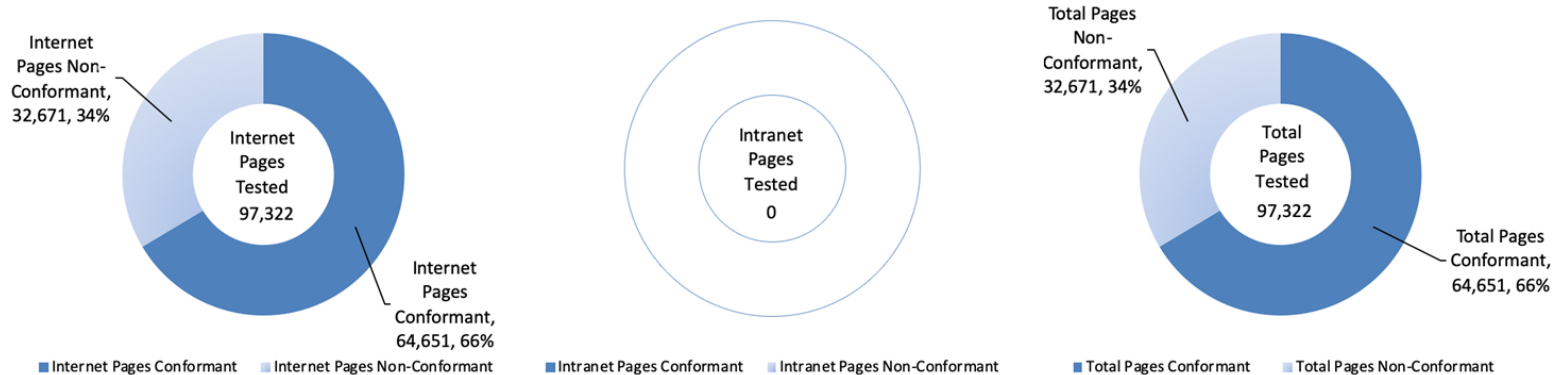 Internet
Pages Non-
Conformant,
32,671, 34%
Internet
Pages
Tested
97,322
Internet
Pages
Conformant,
64,651, 66%
Internet Pages Conformant
Internet Pages Non-Conformant
Intranet
Pages
Tested
0
Intranet Pages Conformant
Intranet Pages Non-Conformant
Total Pages
Non-
Conformant,
32,671, 34%
Total
Pages
Tested
97,322
Total Pages
Conformant,
64,651, 66%
Total Pages Conformant
Total Pages Non-Conformant